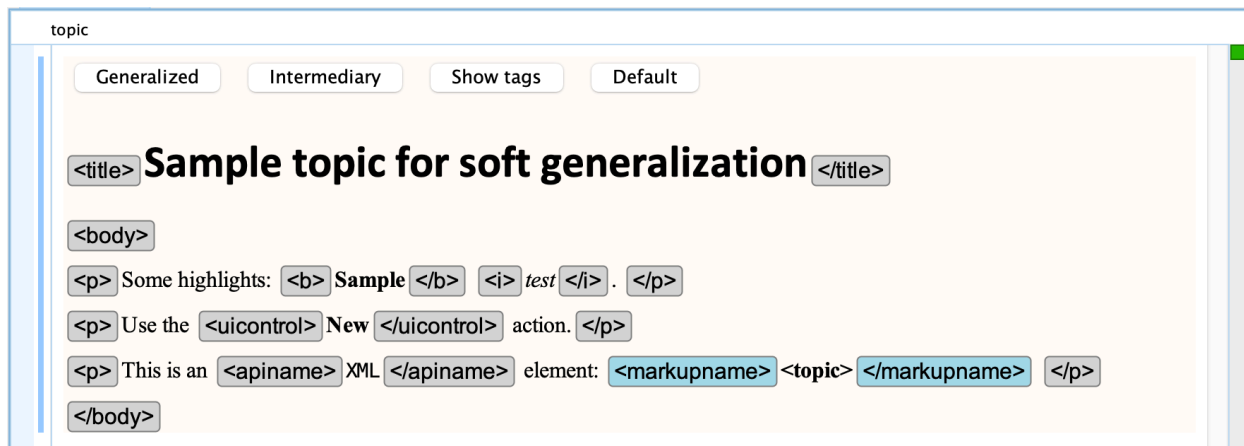 topic
Generalized Intermediary Show tags Default
<title> Sample topic for soft generalization </title>
<body>
<p> Some highlights: <b> Sample </b> <i> test </i> . </p>
<p> Use the <uicontrol> New </uicontrol> action. </p>
<p> This is an <apiname> XML </apiname> element: <markupname> <topic> </markupname> </p>
</body>